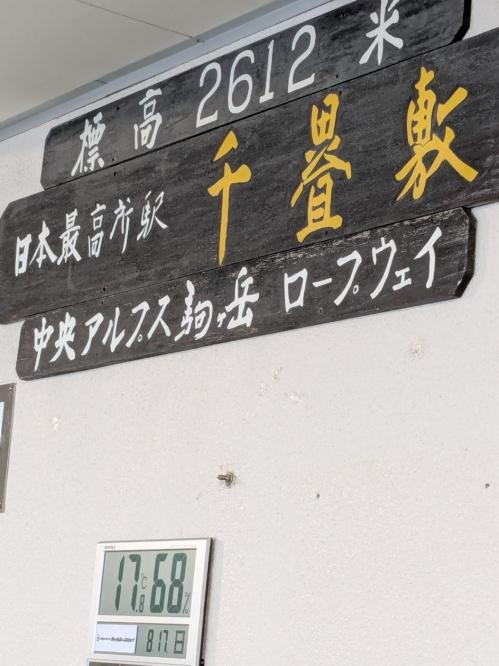 標高 2612 米
日本最高所駅 千畳敷
中央アルプス駒ヶ岳 ロープウェイ
17.8℃ 68%
8 17 日